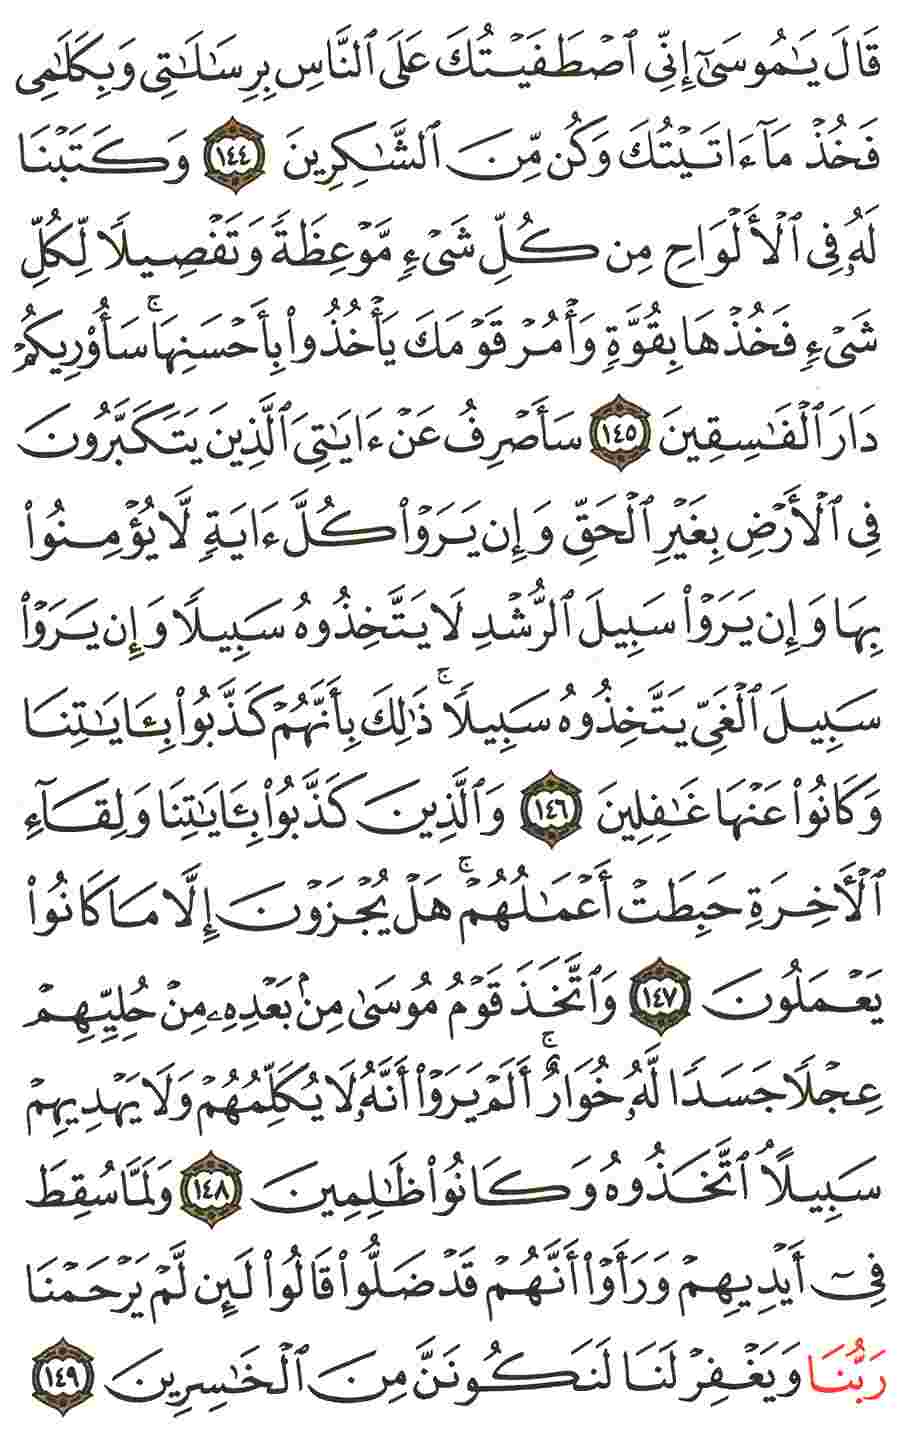 قَالَ يَـٰمُوسَىٰٓ إِنِّى ٱصْطَفَيْتُكَ عَلَى ٱلنَّاسِ بِرِسَـٰلَـٰتِى وَبِكَلَـٰمِى
فَخُذْ مَآ ءَاتَيْتُكَ وَكُن مِّنَ ٱلشَّـٰكِرِينَ ١٤٤ وَكَتَبْنَا
لَهُۥ فِى ٱلْأَلْوَاحِ مِن كُلِّ شَىْءٍ مَّوْعِظَةً وَتَفْصِيلًا لِّكُلِّ
شَىْءٍ فَخُذْهَا بِقُوَّةٍ وَأْمُرْ قَوْمَكَ يَأْخُذُوا۟ بِأَحْسَنِهَا ۚ سَأُو۟رِيكُمْ
دَارَ ٱلْفَـٰسِقِينَ ١٤٥ سَأَصْرِفُ عَنْ ءَايَـٰتِىَ ٱلَّذِينَ يَتَكَبَّرُونَ
فِى ٱلْأَرْضِ بِغَيْرِ ٱلْحَقِّ وَإِن يَرَوْا۟ كُلَّ ءَايَةٍ لَّا يُؤْمِنُوا۟
بِهَا وَإِن يَرَوْا۟ سَبِيلَ ٱلرُّشْدِ لَا يَتَّخِذُوهُ سَبِيلًا وَإِن يَرَوْا۟
سَبِيلَ ٱلْغَىِّ يَتَّخِذُوهُ سَبِيلًا ۚ ذَٰلِكَ بِأَنَّهُمْ كَذَّبُوا۟ بِـَٔايَـٰتِنَا
وَكَانُوا۟ عَنْهَا غَـٰفِلِينَ ١٤٦ وَٱلَّذِينَ كَذَّبُوا۟ بِـَٔايَـٰتِنَا وَلِقَآءِ
ٱلْـَٔاخِرَةِ حَبِطَتْ أَعْمَـٰلُهُمْ ۚ هَلْ يُجْزَوْنَ إِلَّا مَا كَانُوا۟
يَعْمَلُونَ ١٤٧ وَٱتَّخَذَ قَوْمُ مُوسَىٰ مِنۢ بَعْدِهِۦ مِنْ حُلِيِّهِمْ
عِجْلًا جَسَدًا لَّهُۥ خُوَارٌ ۚ أَلَمْ يَرَوْا۟ أَنَّهُۥ لَا يُكَلِّمُهُمْ وَلَا يَهْدِيهِمْ
سَبِيلًا ٱتَّخَذُوهُ وَكَانُوا۟ ظَـٰلِمِينَ ١٤٨ وَلَمَّا سُقِطَ
فِىٓ أَيْدِيهِمْ وَرَأَوْا۟ أَنَّهُمْ قَدْ ضَلُّوا۟ قَالُوا۟ لَئِن لَّمْ يَرْحَمْنَا
رَبُّنَا وَيَغْفِرْ لَنَا لَنَكُونَنَّ مِنَ ٱلْخَـٰسِرِينَ ١٤٩